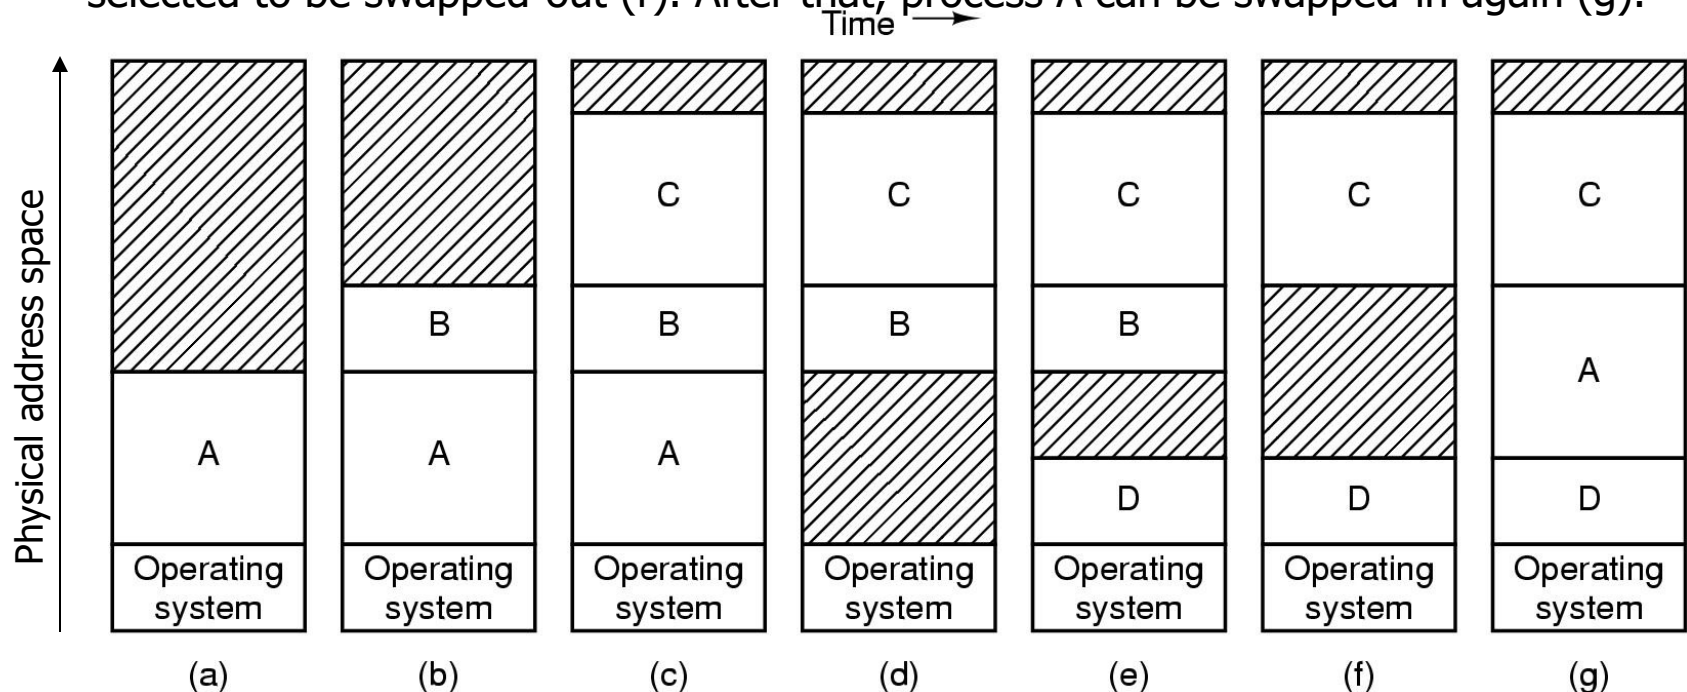 selected to be swapped out (f). After that, process A can be swapped in again (g).
Time
Physical address space
C C C C C
B B B B
A
A A A
D D D
Operating Operating Operating Operating Operating Operating Operating
system system system system system system system
(a) (b) (c) (d) (e) (f) (g)